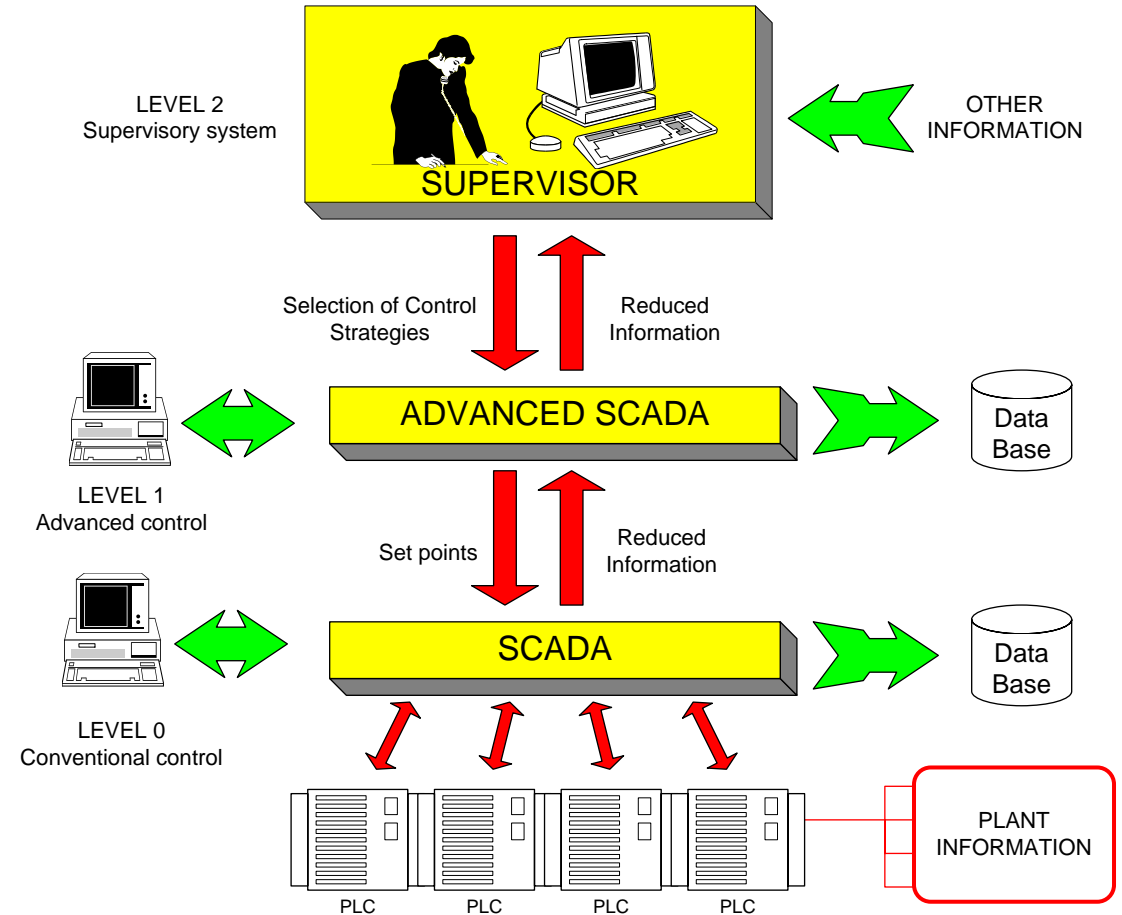 LEVEL 2
Supervisory system
SUPERVISOR
OTHER
INFORMATION
Selection of Control
Strategies
Reduced
Information
ADVANCED SCADA
Data
Base
LEVEL 1
Advanced control
Set points
Reduced
Information
SCADA
Data
Base
LEVEL 0
Conventional control
PLANT
INFORMATION
PLC
PLC
PLC
PLC